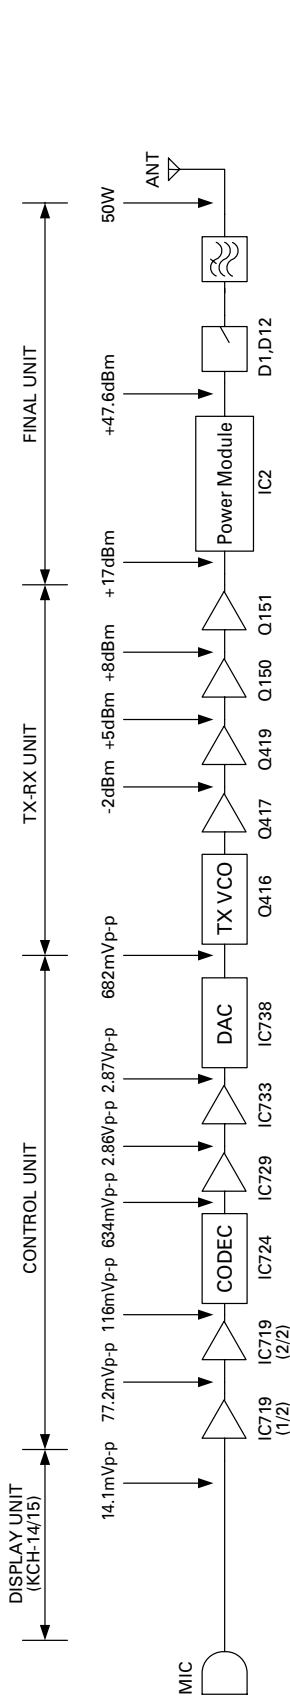 DISPLAY UNIT
(KCH-14/15)
CONTROL UNIT
TX-RX UNIT
FINAL UNIT
14.1mVp-p
77.2mVp-p
116mVp-p
634mVp-p
2.86Vp-p
2.87Vp-p
682mVp-p
-2dBm
+5dBm
+8dBm
+17dBm
+47.6dBm
50W
MIC
CODEC
DAC
TX VCO
Power Module
ANT
IC719
(1/2)
IC719
(2/2)
IC724
IC729
IC733
IC738
Q416
Q417
Q419
Q150
Q151
IC2
D1,D12